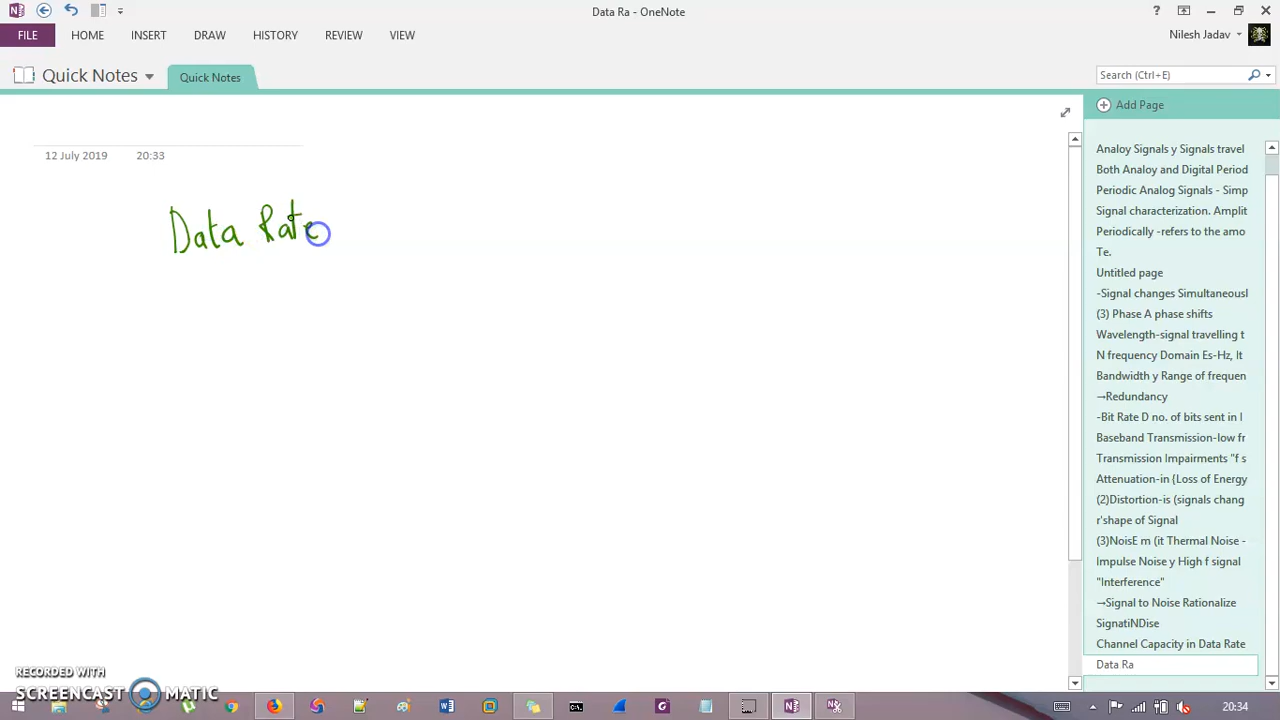 Data Ra - OneNote
FILE HOME INSERT DRAW HISTORY REVIEW VIEW
Nilesh Jadav
Quick Notes
Quick Notes
Search (Ctrl+E)
Add Page
12 July 2019 20:33
Data Rate
Analoy Signals y Signals travel
Both Analoy and Digital Period
Periodic Analog Signals - Simp
Signal characterization. Amplit
Periodically -refers to the amo
Te.
Untitled page
-Signal changes Simultaneousl
(3) Phase A phase shifts
Wavelength-signal travelling t
N frequency Domain Es-Hz, It
Bandwidth y Range of frequen
→Redundancy
-Bit Rate D no. of bits sent in l
Baseband Transmission-low fr
Transmission Impairments "f s
Attenuation-in {Loss of Energy
(2)Distortion-is (signals chang
r'shape of Signal
(3)NoisE m (it Thermal Noise -
Impulse Noise y High f signal
"Interference"
→Signal to Noise Rationalize
SignatiNDise
Channel Capacity in Data Rate
Data Ra
RECORDED WITH
SCREENCAST MATIC
20:34